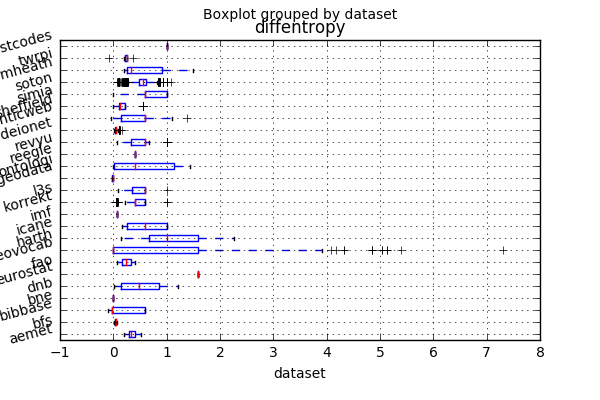 Boxplot grouped by dataset
diffentropy
stcodes
twrpi
mheath
soton
simia
heffield
nticweb
deionet
revyu
reegle
ontologi
geodata
l3s
korrekt
imf
icane
harth
eovocab
fao
eurostat
dnb
bne
bibbase
bfs
aemet
−1 0 1 2 3 4 5 6 7 8
dataset